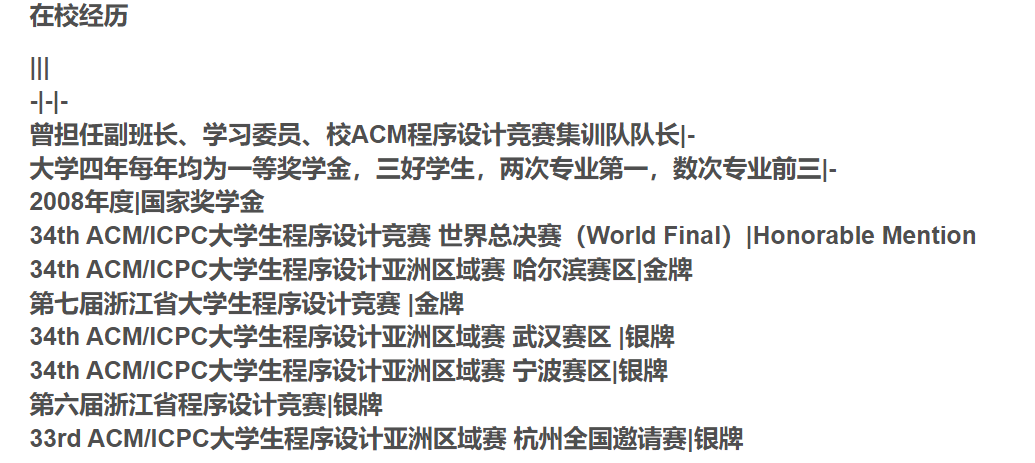 在校经历
|||
-|-|-
曾担任副班长、学习委员、校ACM程序设计竞赛集训队队长|-
大学四年每年均为一等奖学金，三好学生，两次专业第一，数次专业前三|-
2008年度|国家奖学金
34th ACM/ICPC大学生程序设计竞赛 世界总决赛（World Final）|Honorable Mention
34th ACM/ICPC大学生程序设计亚洲区域赛 哈尔滨赛区|金牌
第七届浙江省大学生程序设计竞赛 |金牌
34th ACM/ICPC大学生程序设计亚洲区域赛 武汉赛区 |银牌
34th ACM/ICPC大学生程序设计亚洲区域赛 宁波赛区|银牌
第六届浙江省程序设计竞赛|银牌
33rd ACM/ICPC大学生程序设计亚洲区域赛 杭州全国邀请赛|银牌